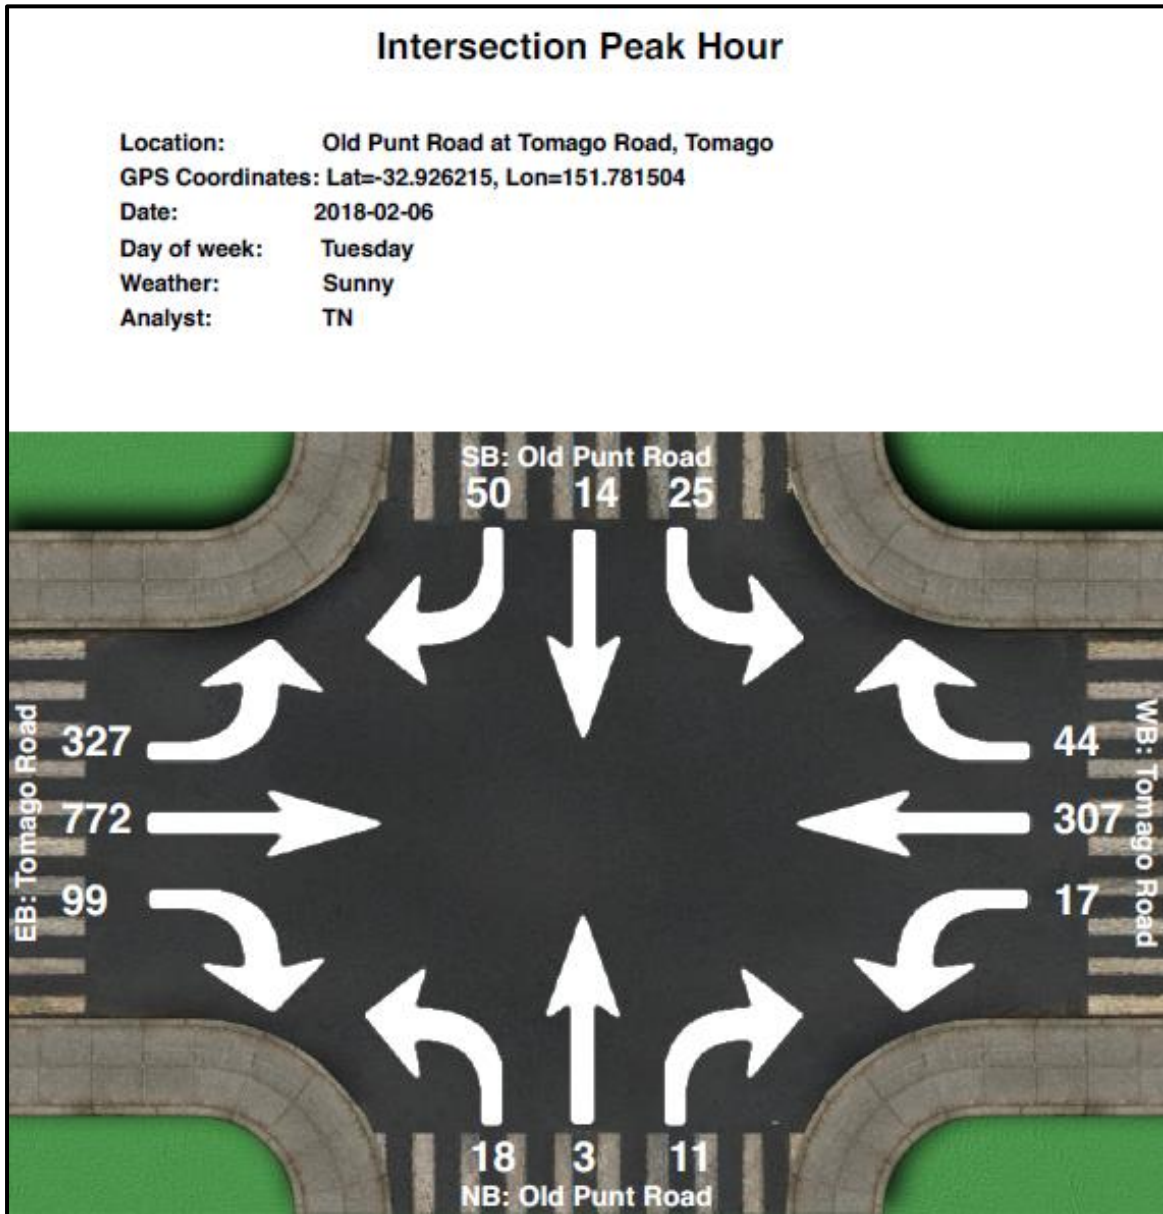 Intersection Peak Hour
Location: Old Punt Road at Tomago Road, Tomago
GPS Coordinates: Lat=-32.926215, Lon=151.781504
Date: 2018-02-06
Day of week: Tuesday
Weather: Sunny
Analyst: TN
SB: Old Punt Road
50 14 25
EB: Tomago Road
327
772
99
44
307
17
WB: Tomago Road
18 3 11
NB: Old Punt Road